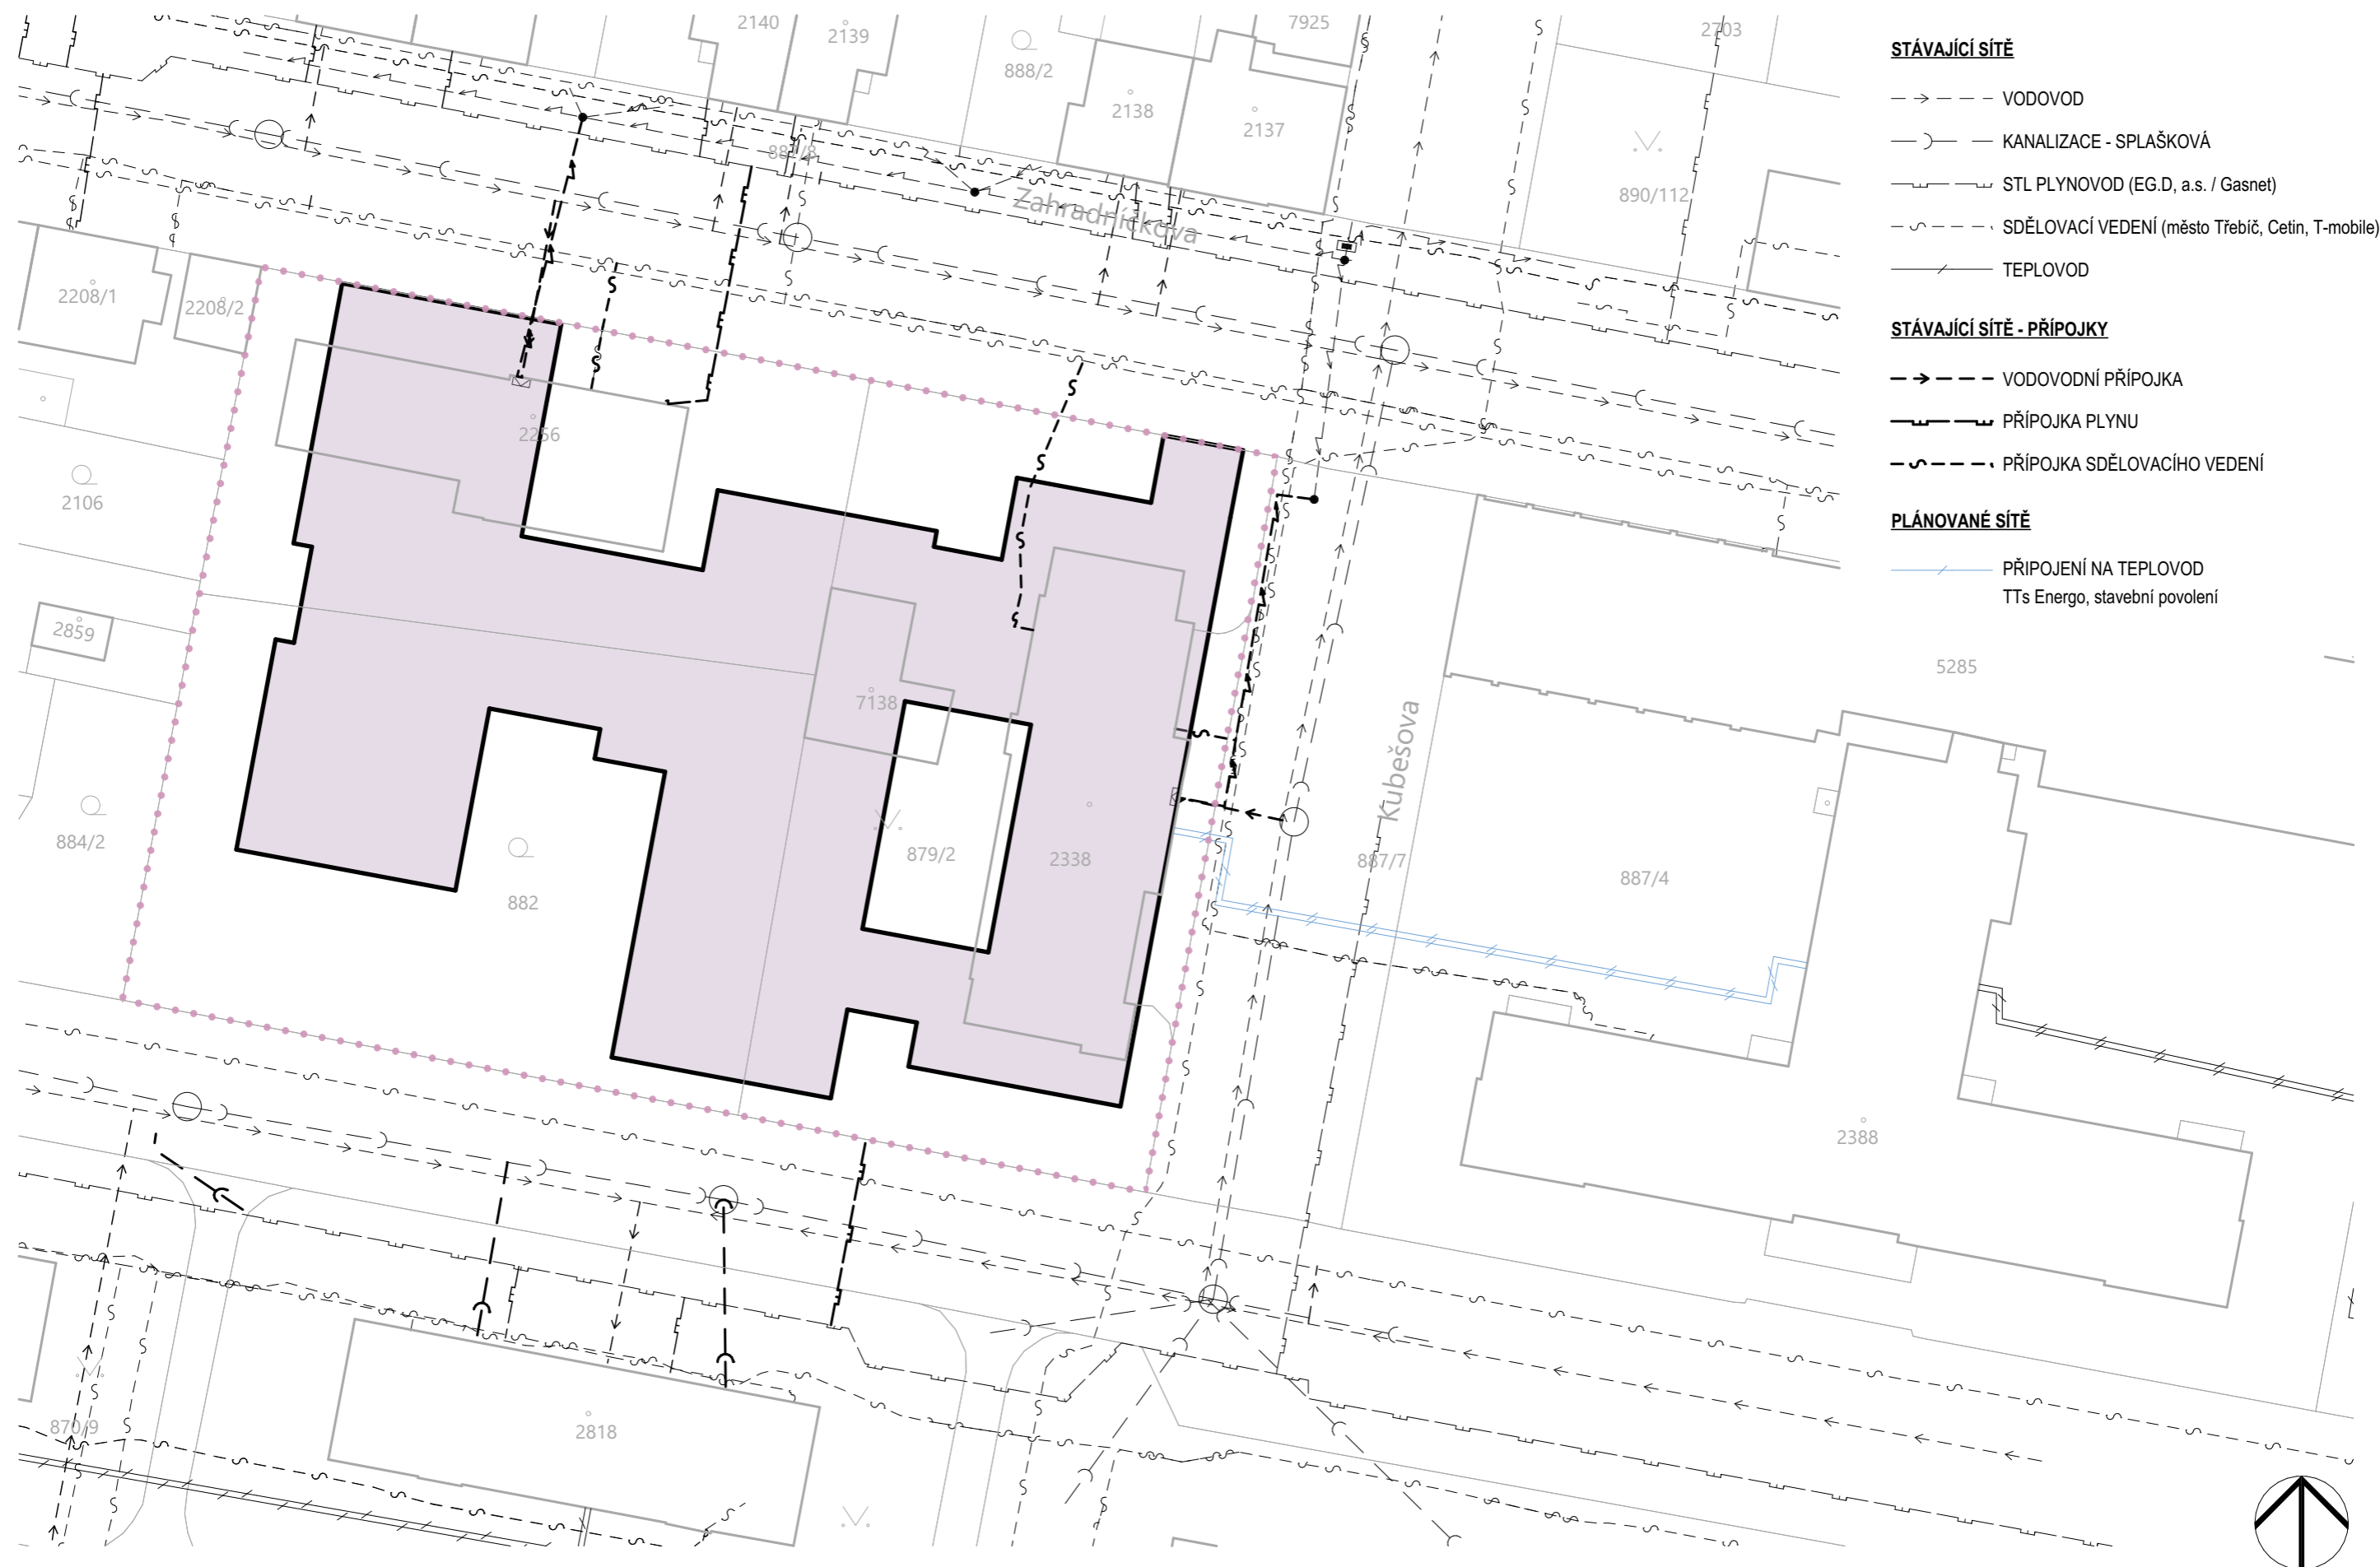 2140
2139
888/2
7925
2703
2138
2137
887/8
890/112
Zahradníčkova
2208/1
2208/2
2256
2106
2859
7138
884/2
882
879/2
2338
Kubešova
887/7
887/4
5285
2388
870/9
2818
STÁVAJÍCÍ SÍTĚ
VODOVOD
KANALIZACE - SPLAŠKOVÁ
STL PLYNOVOD (EG.D, a.s. / Gasnet)
SDĚLOVACÍ VEDENÍ (město Třebíč, Cetin, T-mobile)
TEPLOVOD
STÁVAJÍCÍ SÍTĚ - PŘÍPOJKY
VODOVODNÍ PŘÍPOJKA
PŘÍPOJKA PLYNU
PŘÍPOJKA SDĚLOVACÍHO VEDENÍ
PLÁNOVANÉ SÍTĚ
PŘIPOJENÍ NA TEPLOVOD
TTs Energo, stavební povolení